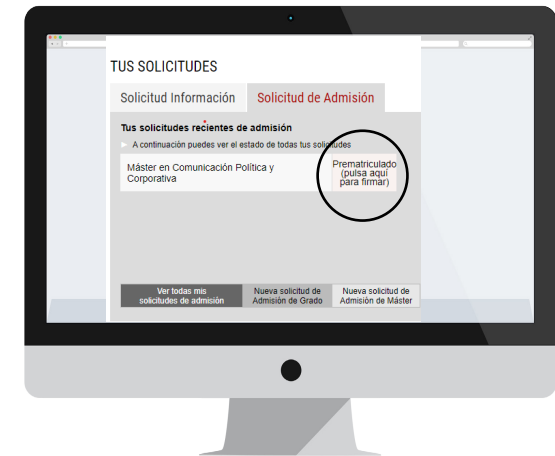 TUS SOLICITUDES
Solicitud Información
Solicitud de Admisión
Tus solicitudes recientes de admisión
A continuación puedes ver el estado de todas tus solicitudes
Máster en Comunicación Política y
Corporativa
Prematriculado
(pulsa aquí
para firmar)
Ver todas mis
solicitudes de admisión
Nueva solicitud de
Admisión de Grado
Nueva solicitud de
Admisión de Máster